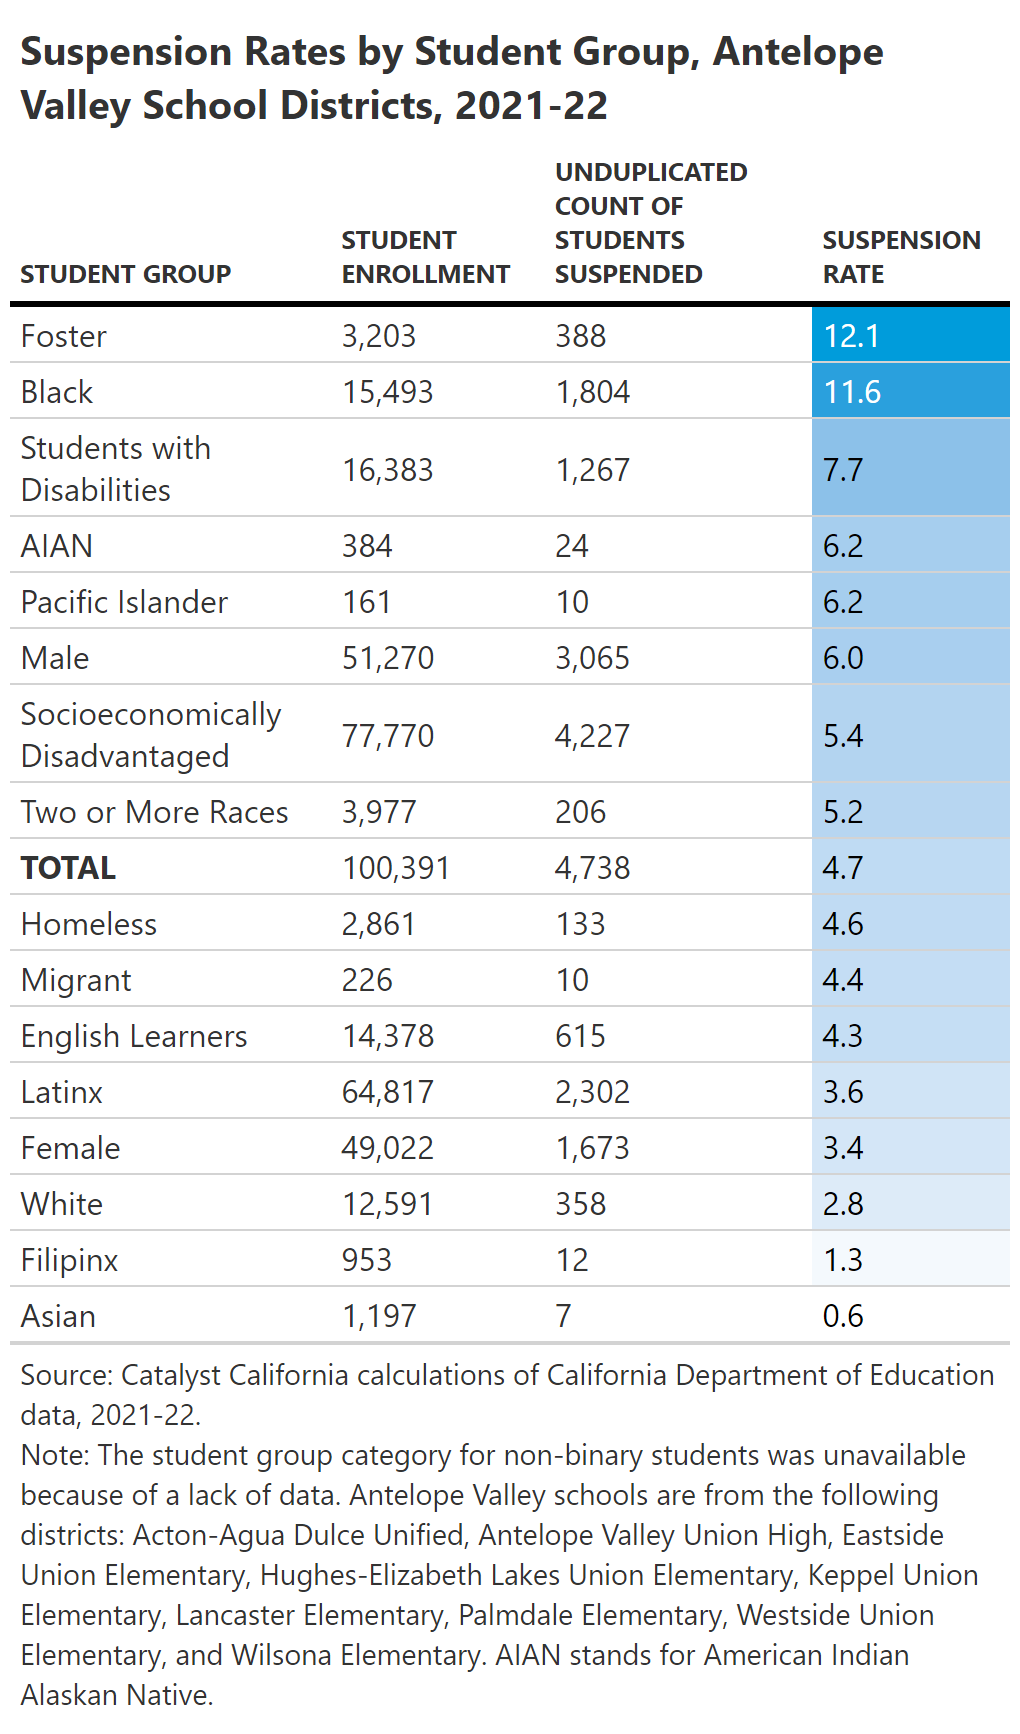 Suspension Rates by Student Group, Antelope
Valley School Districts, 2021-22
STUDENT GROUP
STUDENT
ENROLLMENT
UNDUPLICATED
COUNT OF
STUDENTS
SUSPENDED
SUSPENSION
RATE
Foster 3,203 388 12.1
Black 15,493 1,804 11.6
Students with
Disabilities 16,383 1,267 7.7
AIAN 384 24 6.2
Pacific Islander 161 10 6.2
Male 51,270 3,065 6.0
Socioeconomically
Disadvantaged 77,770 4,227 5.4
Two or More Races 3,977 206 5.2
TOTAL 100,391 4,738 4.7
Homeless 2,861 133 4.6
Migrant 226 10 4.4
English Learners 14,378 615 4.3
Latinx 64,817 2,302 3.6
Female 49,022 1,673 3.4
White 12,591 358 2.8
Filipinx 953 12 1.3
Asian 1,197 7 0.6
Source: Catalyst California calculations of California Department of Education
data, 2021-22.
Note: The student group category for non-binary students was unavailable
because of a lack of data. Antelope Valley schools are from the following
districts: Acton-Agua Dulce Unified, Antelope Valley Union High, Eastside
Union Elementary, Hughes-Elizabeth Lakes Union Elementary, Keppel Union
Elementary, Lancaster Elementary, Palmdale Elementary, Westside Union
Elementary, and Wilsona Elementary. AIAN stands for American Indian
Alaskan Native.